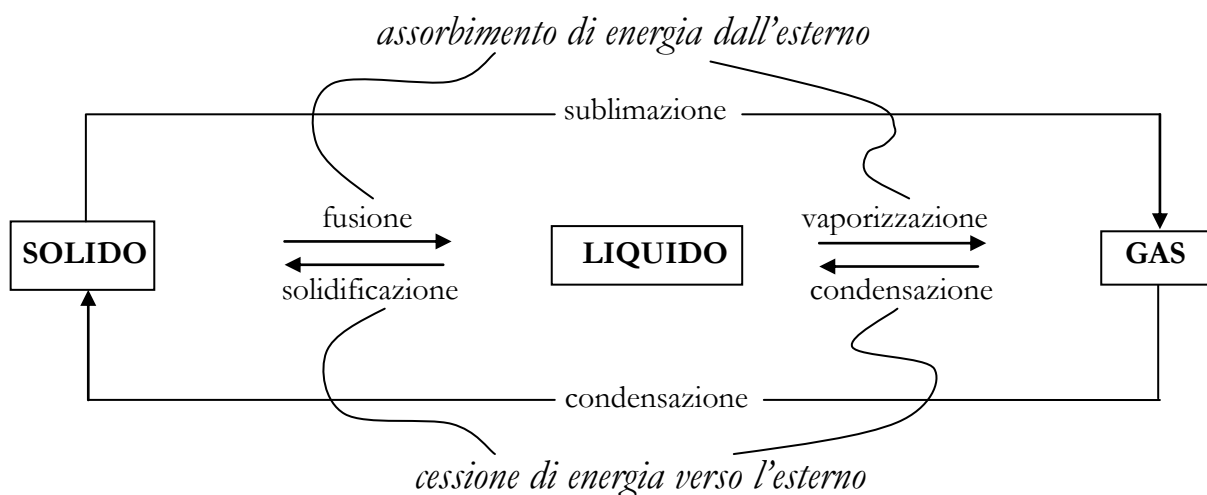 assorbimento di energia dall'esterno
sublimazione
fusione
vaporizzazione
SOLIDO
LIQUIDO
GAS
solidificazione
condensazione
condensazione
cessione di energia verso l'esterno